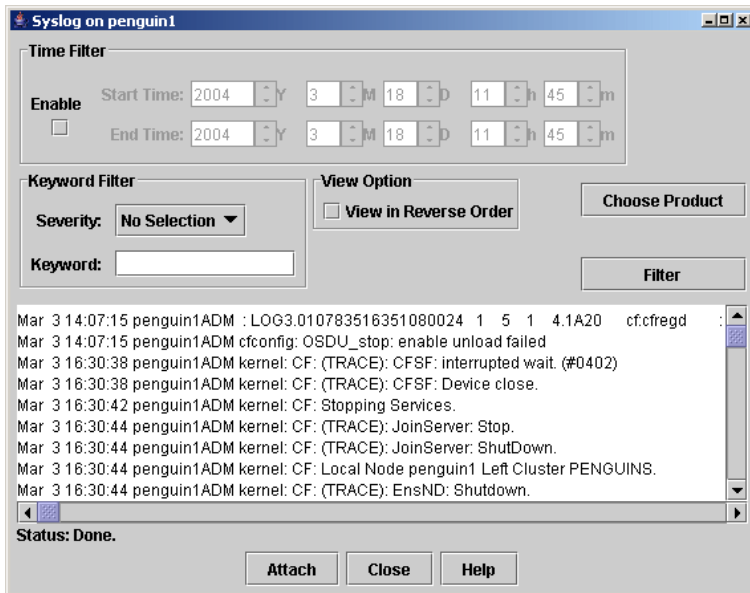 Syslog on penguin1
Time Filter
Enable
Start Time: 2004 Y 3 M 18 D 11 h 45 m
End Time: 2004 Y 3 M 18 D 11 h 45 m
Keyword Filter
Severity: No Selection
Keyword:
View Option
View in Reverse Order
Choose Product
Filter
Mar 3 14:07:15 penguin1ADM : LOG3.010783516351080024 1 5 1 4.1A20 cf:cfregd :
Mar 3 14:07:15 penguin1ADM cfconfig: OSDU_stop: enable unload failed
Mar 3 16:30:38 penguin1ADM kernel: CF: (TRACE): CFSF: interrupted wait. (#0402)
Mar 3 16:30:38 penguin1ADM kernel: CF: (TRACE): CFSF: Device close.
Mar 3 16:30:42 penguin1ADM kernel: CF: Stopping Services.
Mar 3 16:30:44 penguin1ADM kernel: CF: (TRACE): JoinServer: Stop.
Mar 3 16:30:44 penguin1ADM kernel: CF: (TRACE): JoinServer: ShutDown.
Mar 3 16:30:44 penguin1ADM kernel: CF: Local Node penguin1 Left Cluster PENGUINS.
Mar 3 16:30:44 penguin1ADM kernel: CF: (TRACE): EnsND: Shutdown.
Status: Done.
Attach Close Help